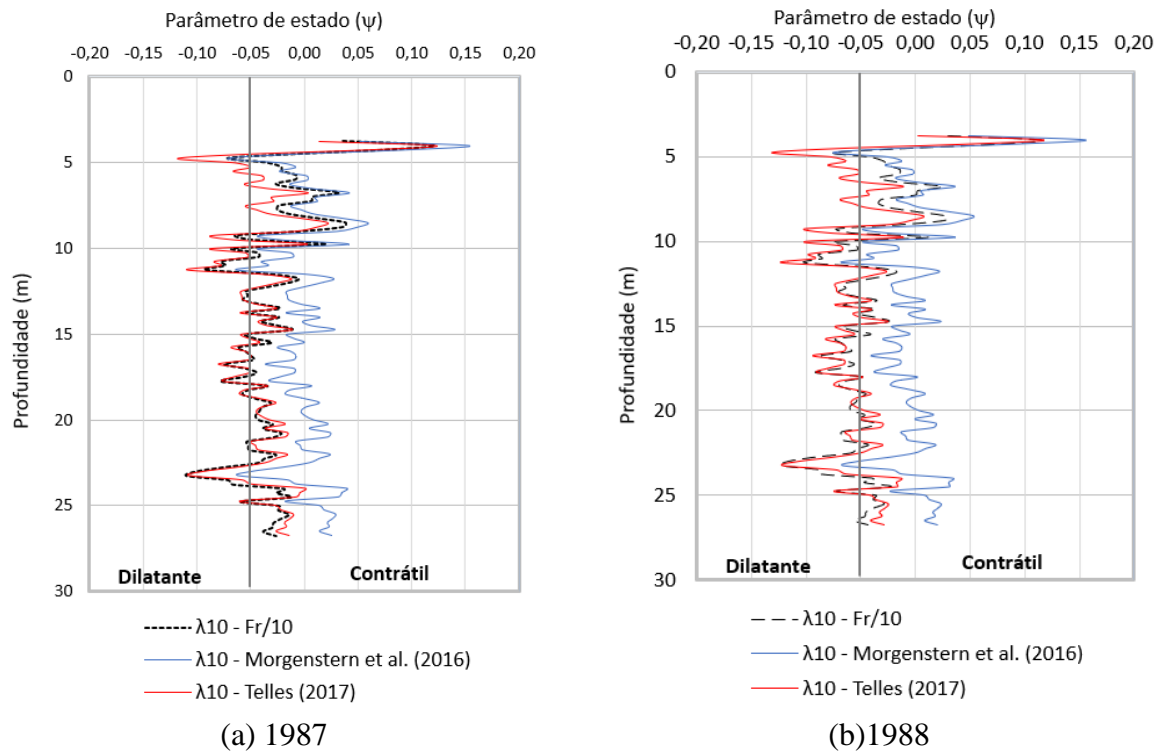 Parâmetro de estado (ψ)
-0,20 -0,15 -0,10 -0,05 0,00 0,05 0,10 0,15 0,20
0
5
10
15
20
25
30
Profundidade (m)
Dilatante Contrátil
λ10 - Fr/10
λ10 - Morgenstern et al. (2016)
λ10 - Telles (2017)
(a) 1987
Parâmetro de estado (ψ)
-0,20 -0,15 -0,10 -0,05 0,00 0,05 0,10 0,15 0,20
0
5
10
15
20
25
30
Profundidade (m)
Dilatante Contrátil
λ10 - Fr/10
λ10 - Morgenstern et al. (2016)
λ10 - Telles (2017)
(b)1988